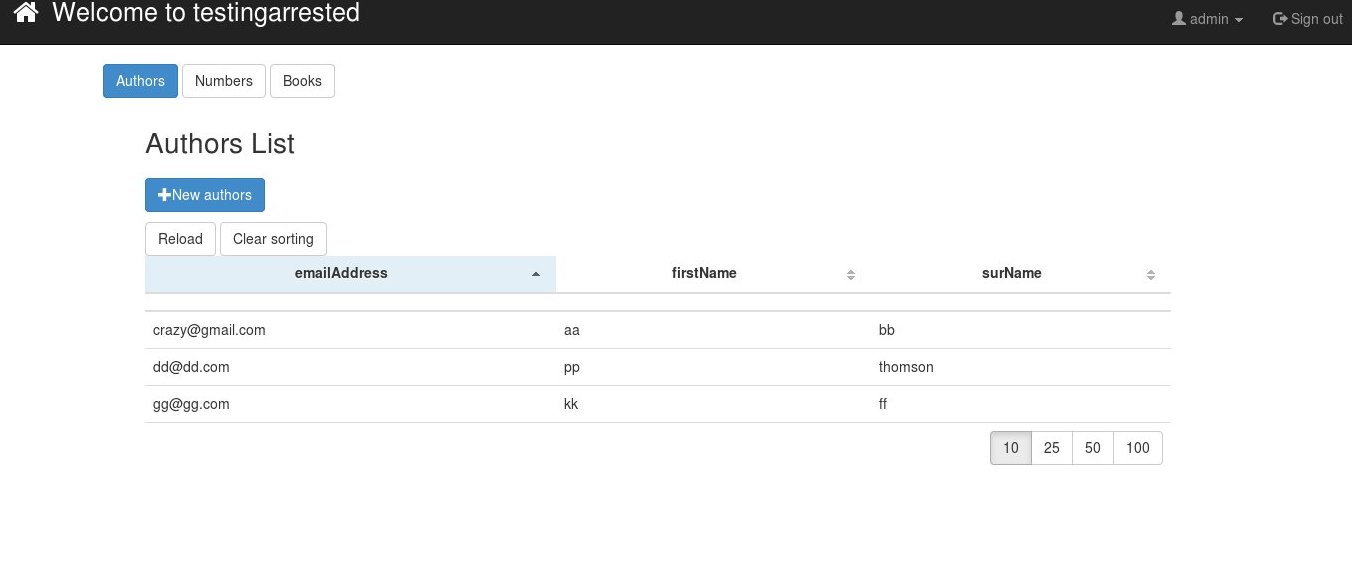 Welcome to testingarrested
admin
Sign out
Authors Numbers Books
Authors List
New authors
Reload Clear sorting
emailAddress firstName surName
crazy@gmail.com aa bb
dd@dd.com pp thomson
gg@gg.com kk ff
10 25 50 100